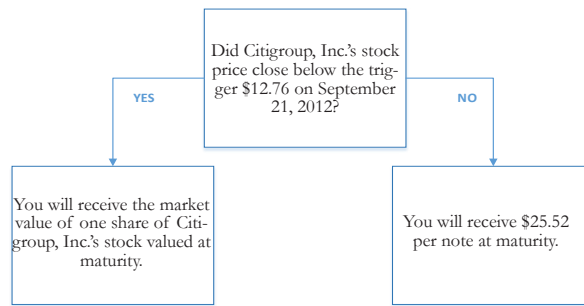 Did Citigroup, Inc.'s stock
price close below the trig-
ger $12.76 on September
21, 2012?
YES
NO
You will receive the market
value of one share of Citi-
group, Inc.'s stock valued at
maturity.
You will receive $25.52
per note at maturity.